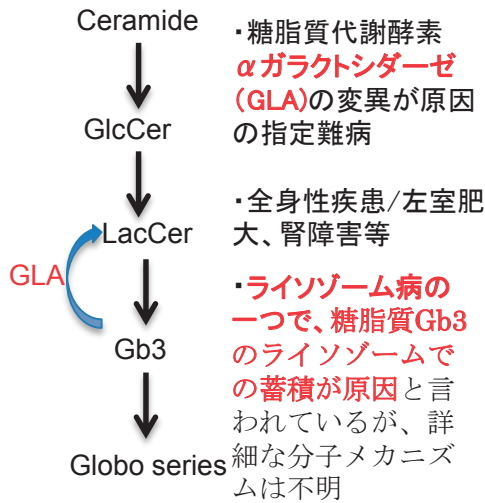 Ceramide
GlcCer
LacCer
GLA
Gb3
Globo series
・糖脂質代謝酵素
αガラクトシダーゼ
(GLA)の変異が原因
の指定難病
・全身性疾患/左室肥
大、腎障害等
・ライソゾーム病の
一つで、糖脂質Gb3
のライソゾームで
の蓄積が原因と言
われているが、詳
細な分子メカニズ
ムは不明